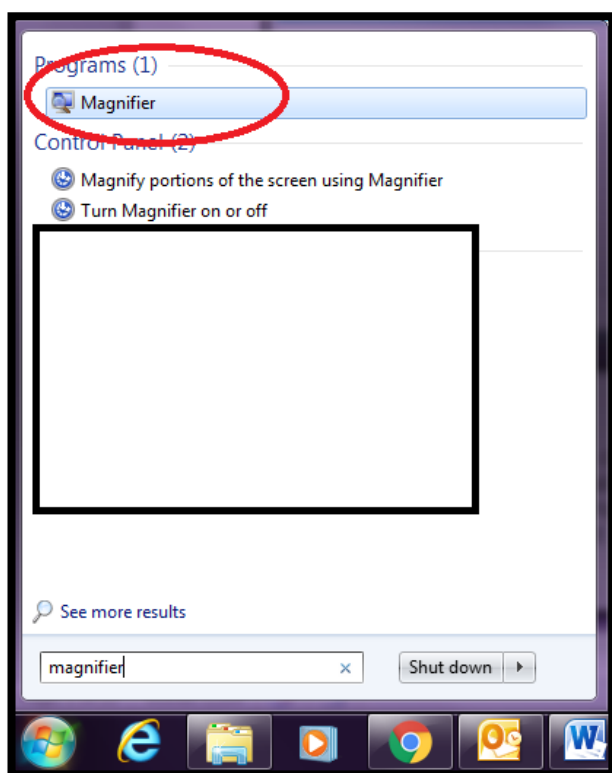 Programs (1)
Magnifier
Control Panel (2)
Magnify portions of the screen using Magnifier
Turn Magnifier on or off
See more results
magnifier
Shut down